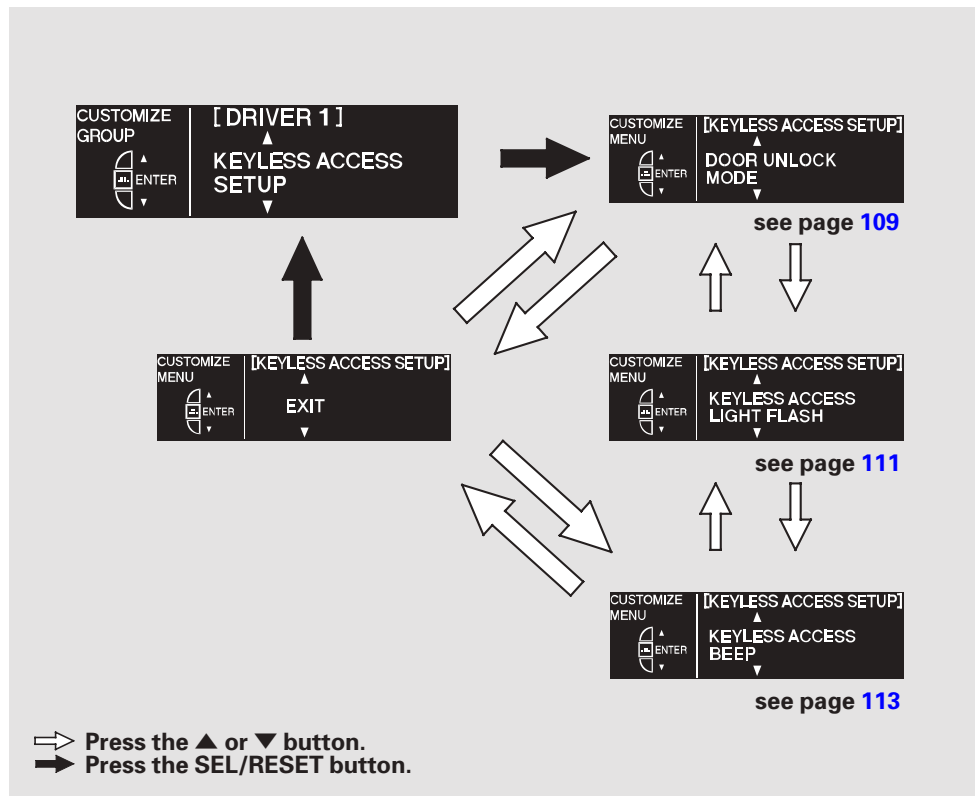 CUSTOMIZE
GROUP
▲
ENTER
▼
[ DRIVER 1 ]
▲
KEYLESS ACCESS
SETUP
▼
CUSTOMIZE
MENU
▲
ENTER
▼
[KEYLESS ACCESS SETUP]
▲
DOOR UNLOCK
MODE
▼
see page 109
CUSTOMIZE
MENU
▲
ENTER
▼
[KEYLESS ACCESS SETUP]
▲
EXIT
▼
CUSTOMIZE
MENU
▲
ENTER
▼
[KEYLESS ACCESS SETUP]
▲
KEYLESS ACCESS
LIGHT FLASH
▼
see page 111
CUSTOMIZE
MENU
▲
ENTER
▼
[KEYLESS ACCESS SETUP]
▲
KEYLESS ACCESS
BEEP
▼
see page 113
Press the ▲ or ▼ button.
Press the SEL/RESET button.